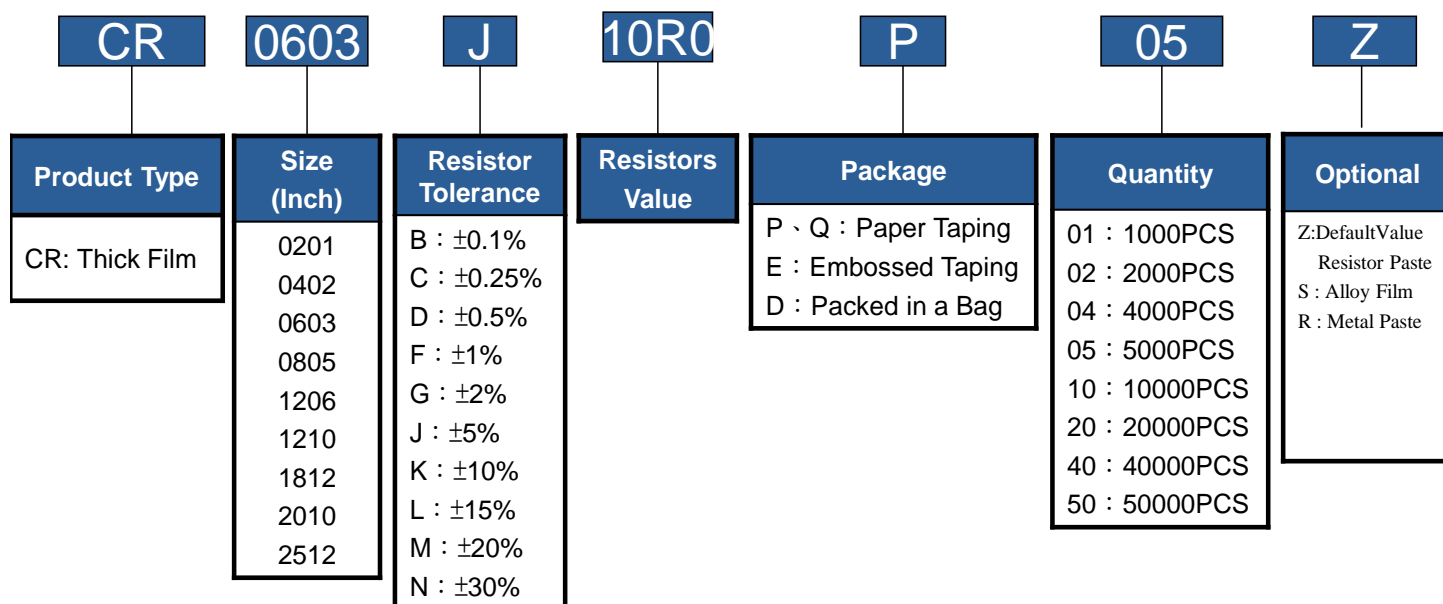 CR 0603 J 10R0 P 05 Z
Product Type
CR: Thick Film
Size
(Inch)
0201
0402
0603
0805
1206
1210
1812
2010
2512
Resistor
Tolerance
B：±0.1%
C：±0.25%
D：±0.5%
F：±1%
G：±2%
J：±5%
K：±10%
L：±15%
M：±20%
N：±30%
Resistors
Value
Package
P、Q：Paper Taping
E：Embossed Taping
D：Packed in a Bag
Quantity
01：1000PCS
02：2000PCS
04：4000PCS
05：5000PCS
10：10000PCS
20：20000PCS
40：40000PCS
50：50000PCS
Optional
Z:DefaultValue
Resistor Paste
S : Alloy Film
R : Metal Paste